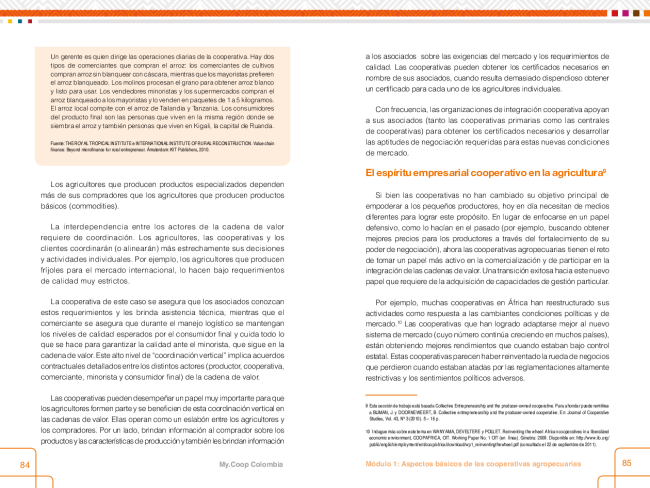 Un gerente es quien dirige las operaciones diarias de la cooperativa. Hay dos
tipos de comerciantes que compran el arroz: los comerciantes de cultivos
compran arroz sin blanquear con cáscara, mientras que los mayoristas prefieren
el arroz blanqueado. Los molinos procesan el grano para obtener arroz blanco
y listo para usar. Los vendedores minoristas y los supermercados compran el
arroz blanqueado a los mayoristas y lo venden en paquetes de 1 a 5 kilogramos.
El arroz local compite con el arroz de Tailandia y Tanzania. Los consumidores
del producto final son las personas que viven en la misma región donde se
siembra el arroz y también personas que viven en Kigali, la capital de Ruanda.
Fuente: THE ROYAL TROPICAL INSTITUTE e INTERNATIONAL INSTITUTE OF RURAL RECONSTRUCTION. Value chain
finance: Beyond microfinance for rural entrepreneur. Ámsterdam: KIT Publishers, 2010.
Los agricultores que producen productos especializados dependen
más de sus compradores que los agricultores que producen productos
básicos (commodities).
La interdependencia entre los actores de la cadena de valor
requiere de coordinación. Los agricultores, las cooperativas y los
clientes coordinarán (o alinearán) más estrechamente sus decisiones
y actividades individuales. Por ejemplo, los agricultores que producen
fríjoles para el mercado internacional, lo hacen bajo requerimientos
de calidad muy estrictos.
La cooperativa de este caso se asegura que los asociados conozcan
estos requerimientos y les brinda asistencia técnica, mientras que el
comerciante se asegura que durante el manejo logístico se mantengan
los niveles de calidad esperados por el consumidor final y cuida todo lo
que se hace para garantizar la calidad ante el minorista, que sigue en la
cadena de valor. Este alto nivel de “coordinación vertical” implica acuerdos
contractuales detallados entre los distintos actores (productor, cooperativa,
comerciante, minorista y consumidor final) de la cadena de valor.
Las cooperativas pueden desempeñar un papel muy importante para que
los agricultores formen parte y se beneficien de esta coordinación vertical en
las cadenas de valor. Ellas operan como un eslabón entre los agricultores y
los compradores. Por un lado, brindan información al comprador sobre los
productos y las características de producción y también les brindan información
84
My.Coop Colombia
a los asociados sobre las exigencias del mercado y los requerimientos de
calidad. Las cooperativas pueden obtener los certificados necesarios en
nombre de sus asociados, cuando resulta demasiado dispendioso obtener
un certificado para cada uno de los agricultores individuales.
Con frecuencia, las organizaciones de integración cooperativa apoyan
a sus asociados (tanto las cooperativas primarias como las centrales
de cooperativas) para obtener los certificados necesarios y desarrollar
las aptitudes de negociación requeridas para estas nuevas condiciones
de mercado.
El espíritu empresarial cooperativo en la agricultura⁹
Si bien las cooperativas no han cambiado su objetivo principal de
empoderar a los pequeños productores, hoy en día necesitan de medios
diferentes para lograr este propósito. En lugar de enfocarse en un papel
defensivo, como lo hacían en el pasado (por ejemplo, buscando obtener
mejores precios para los productores a través del fortalecimiento de su
poder de negociación), ahora las cooperativas agropecuarias tienen el reto
de tomar un papel más activo en la comercialización y de participar en la
integración de las cadenas de valor. Una transición exitosa hacia este nuevo
papel que requiere de la adquisición de capacidades de gestión particular.
Por ejemplo, muchas cooperativas en África han reestructurado sus
actividades como respuesta a las cambiantes condiciones políticas y de
mercado.¹⁰ Las cooperativas que han logrado adaptarse mejor al nuevo
sistema de mercado (cuyo número continúa creciendo en muchos países),
están obteniendo mejores rendimientos que cuando estaban bajo control
estatal. Estas cooperativas parecen haber reinventado la rueda de negocios
que perdieron cuando estaban atadas por las reglamentaciones altamente
restrictivas y los sentimientos políticos adversos.
9 Esta sección de trabajo está basada Collective Entrepreneurship and the producer-owned cooperative. Para ahondar puede remitirse
a BIJMAN, J. y DOORNEWEERT, B. Collective entrepreneurship and the producer-owned cooperative. En: Journal of Cooperative
Studies, Vol. 43, Nº 3 (2010). 5 – 16 p.
10 Indague más sobre este tema en WANYAMA, DEVELTERE y POLLET. Reinventing the wheel? African cooperatives in a liberalized
economic environment, COOPAFRICA, OIT. Working Paper No. 1 OIT (en línea). Ginebra: 2009. Disponible en: http://www.ilo.org/
public/english/employment/ent/coop/africa/download/wp1_reinventingthewheel.pdf (consultado el 22 de septiembre de 2011).
Módulo 1: Aspectos básicos de las cooperativas agropecuarias
85